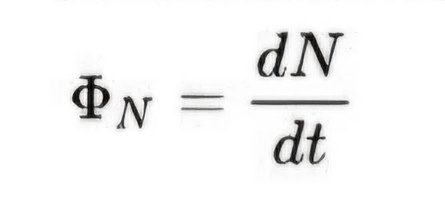 Φ_N = dN/dt